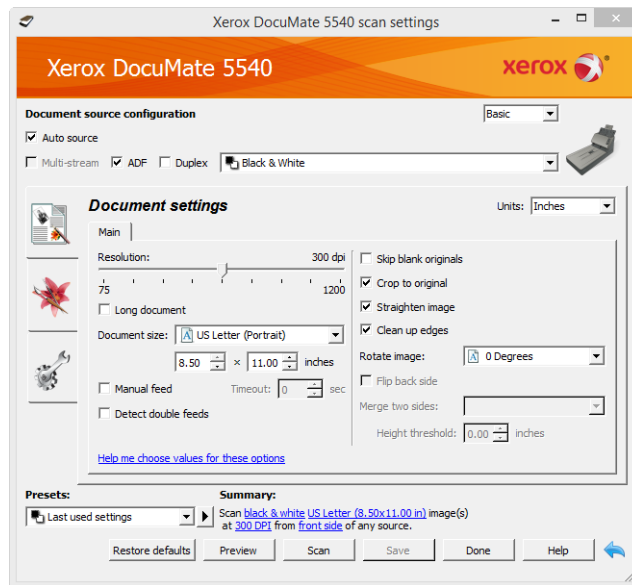 Xerox DocuMate 5540 scan settings
Xerox DocuMate 5540
xerox
Document source configuration
Basic
Auto source
Multi-stream ADF Duplex Black & White
Document settings
Units: Inches
Main
Resolution: 300 dpi
75 1200
Long document
Document size: US Letter (Portrait)
8.50 × 11.00 inches
Manual feed Timeout: 0 sec
Detect double feeds
Help me choose values for these options
Skip blank originals
Crop to original
Straighten image
Clean up edges
Rotate image: 0 Degrees
Flip back side
Merge two sides:
Height threshold: 0.00 inches
Presets:
Last used settings
Summary:
Scan black & white US Letter (8.50x11.00 in) image(s)
at 300 DPI from front side of any source.
Restore defaults Preview Scan Save Done Help